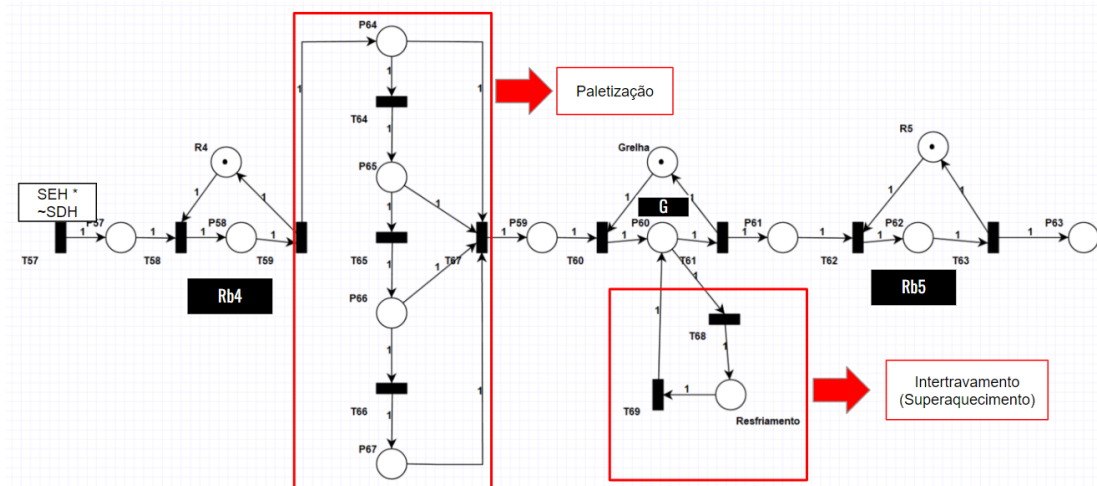 P64
1
1
1
Paletização
T64
1
R4
P65
Grelha
R5
1
1
1
1
1
1
1
1
1
SEH *
~SDH
P57
P58
G
P59
P60
P61
P62
P63
1
1
1
1
1
1
1
1
1
1
1
1
1
T57
T58
T59
T65
T67
T60
T61
T62
T63
Rb4
1
1
1
Rb5
P66
T68
1
1
1
T66
1
1
1
T69
Resfriamento
Intertravamento
(Superaquecimento)
P67